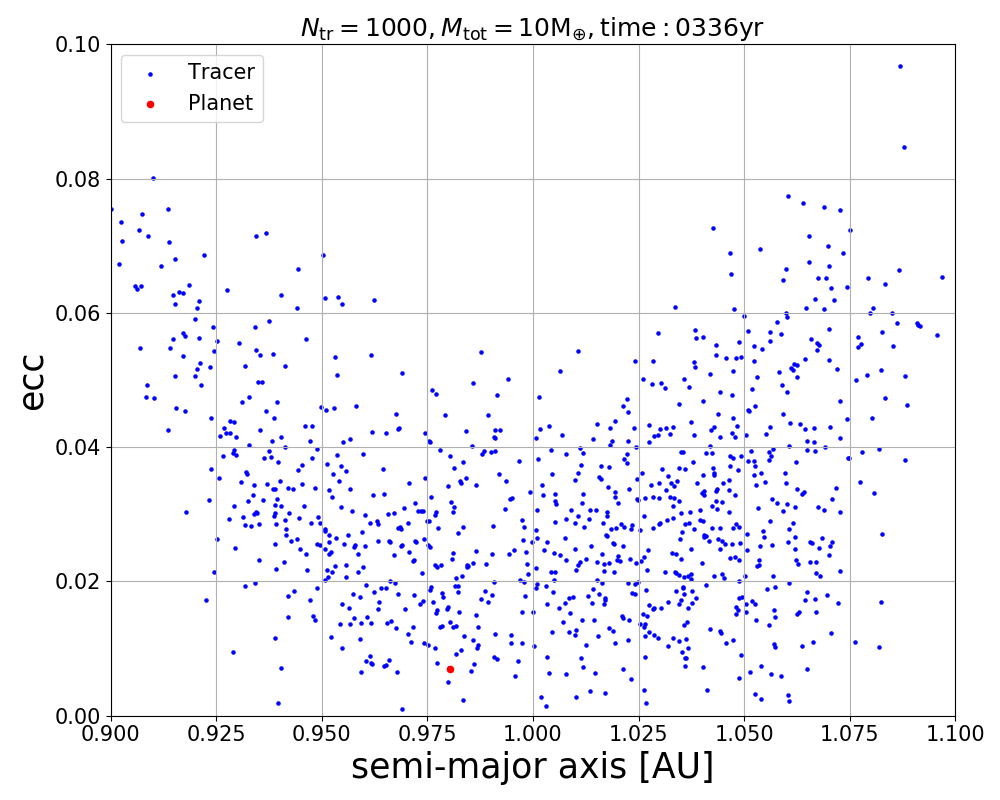 N_tr = 1000, M_tot = 10M_⊕, time : 0336yr
Tracer
Planet
ecc
0.10
0.08
0.06
0.04
0.02
0.00
0.900 0.925 0.950 0.975 1.000 1.025 1.050 1.075 1.100
semi-major axis [AU]